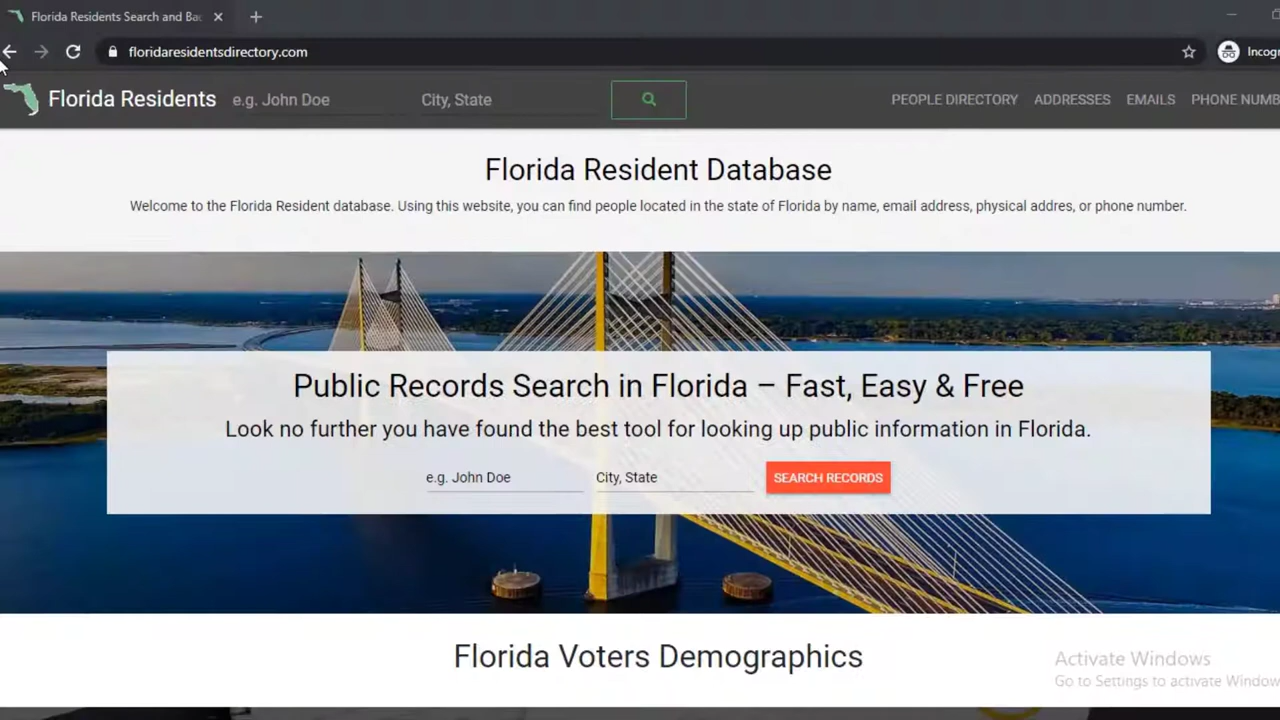 Florida Residents Search and Ba
floridaresidentsdirectory.com
Incogn
Florida Residents
e.g. John Doe
City, State
PEOPLE DIRECTORY
ADDRESSES
EMAILS
PHONE NUMB
Florida Resident Database
Welcome to the Florida Resident database. Using this website, you can find people located in the state of Florida by name, email address, physical addres, or phone number.
Public Records Search in Florida – Fast, Easy & Free
Look no further you have found the best tool for looking up public information in Florida.
e.g. John Doe
City, State
SEARCH RECORDS
Florida Voters Demographics
Activate Windows
Go to Settings to activate Window